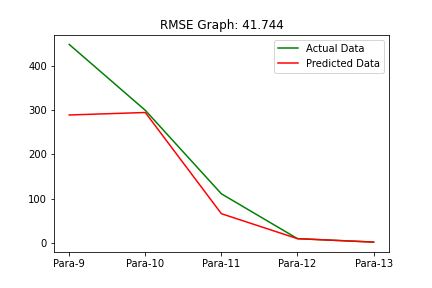 RMSE Graph: 41.744
Actual Data
Predicted Data
400
300
200
100
0
Para-9 Para-10 Para-11 Para-12 Para-13